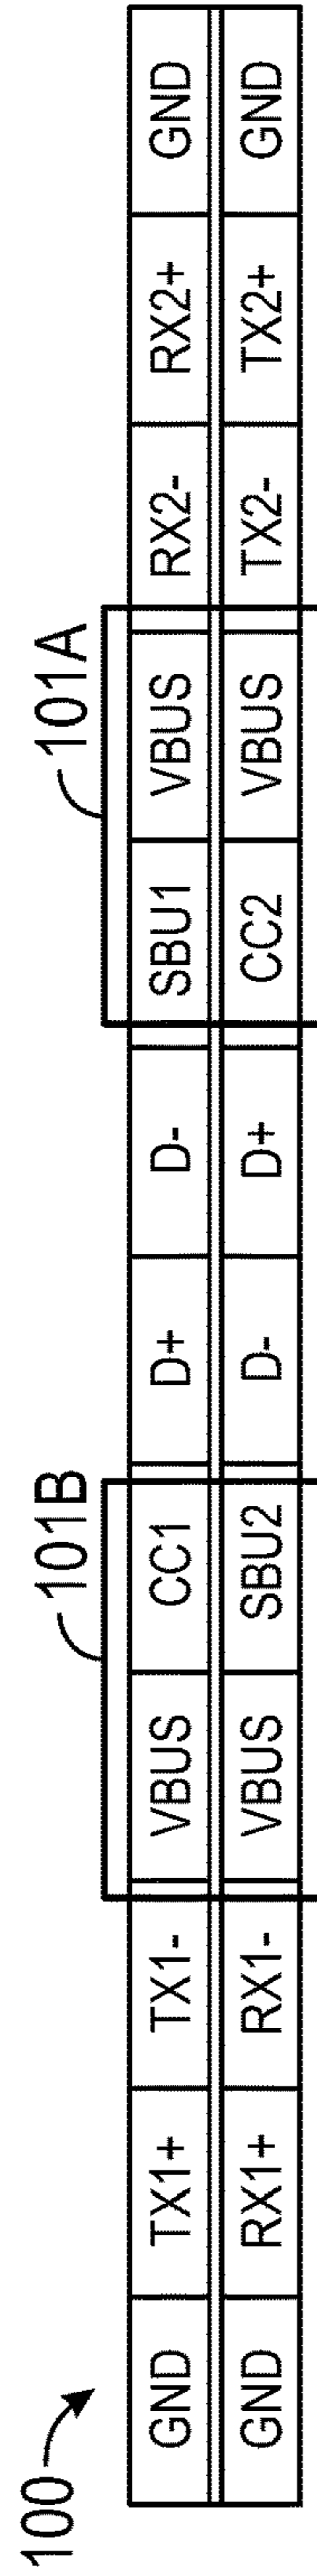 100
101B 101A
GND TX1+ TX1- VBUS CC1 D+ D- SBU1 VBUS RX2- RX2+ GND
GND RX1+ RX1- VBUS SBU2 D- D+ CC2 VBUS TX2- TX2+ GND